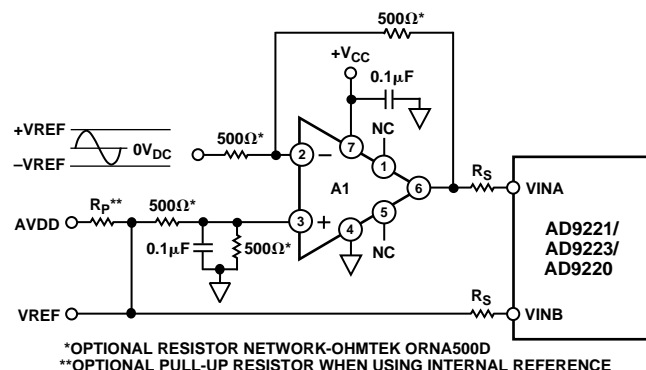 500Ω*
+VCC
0.1µF
NC
+VREF
0VDC
–VREF
500Ω*
2
–
7
1
A1
6
RS
VINA
AD9221/
AD9223/
AD9220
AVDD
RP**
500Ω*
3
+
4
5
NC
0.1µF
500Ω*
VREF
RS
VINB
*OPTIONAL RESISTOR NETWORK-OHMTEK ORNA500D
**OPTIONAL PULL-UP RESISTOR WHEN USING INTERNAL REFERENCE